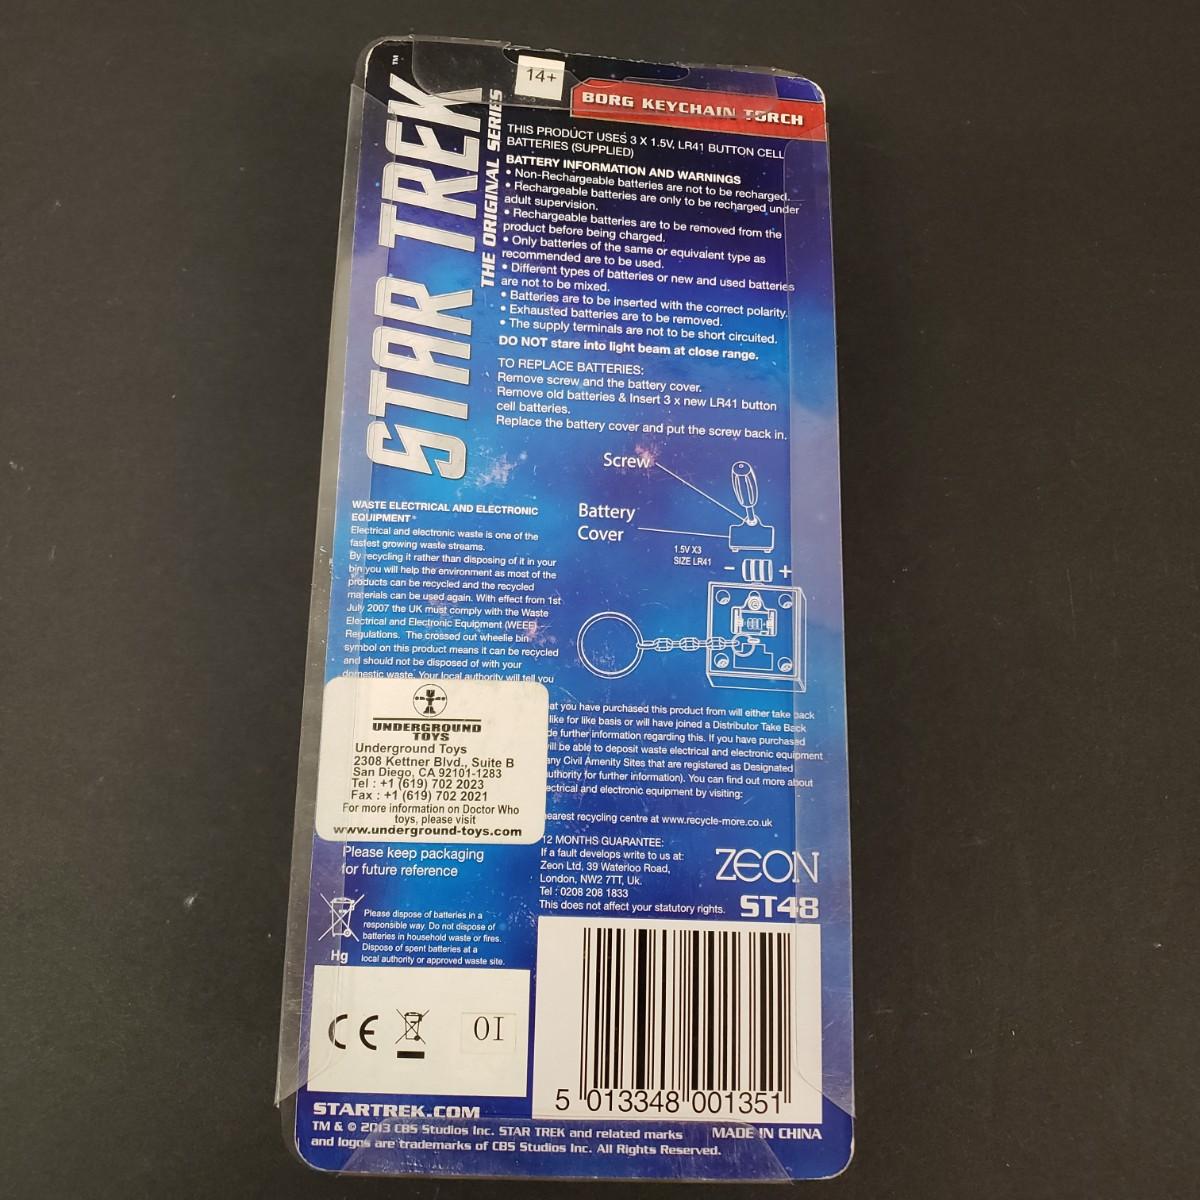 14+
BORG KEYCHAIN TORCH
STAR TREK™
THE ORIGINAL SERIES
THIS PRODUCT USES 3 X 1.5V, LR41 BUTTON CELL
BATTERIES (SUPPLIED)
BATTERY INFORMATION AND WARNINGS
• Non-Rechargeable batteries are not to be recharged.
• Rechargeable batteries are only to be recharged under
adult supervision.
• Rechargeable batteries are to be removed from the
product before being charged.
• Only batteries of the same or equivalent type as
recommended are to be used.
• Different types of batteries or new and used batteries
are not to be mixed.
• Batteries are to be inserted with the correct polarity.
• Exhausted batteries are to be removed.
• The supply terminals are not to be short circuited.
DO NOT stare into light beam at close range.
TO REPLACE BATTERIES:
Remove screw and the battery cover.
Remove old batteries & Insert 3 x new LR41 button
cell batteries.
Replace the battery cover and put the screw back in.
Screw
Battery
Cover
1.5V X3
SIZE LR41
- +
WASTE ELECTRICAL AND ELECTRONIC
EQUIPMENT
Electrical and electronic waste is one of the
fastest growing waste streams.
By recycling it rather than disposing of it in your
bin you will help the environment as most of the
products can be recycled and the recycled
materials can be used again. With effect from 1st
July 2007 the UK must comply with the Waste
Electrical and Electronic Equipment (WEEE)
Regulations. The crossed out wheelie bin
symbol on this product means it can be recycled
and should not be disposed of with your
domestic waste. Your local authority will tell you
at you have purchased this product from will either take back
like for like basis or will have joined a Distributor Take Back
de further information regarding this. If you have purchased
ill be able to deposit waste electrical and electronic equipment
any Civil Amenity Sites that are registered as Designated
uthority for further information). You can find out more about
ectrical and electronic equipment by visiting:
earest recycling centre at www.recycle-more.co.uk
UNDERGROUND
TOYS
Underground Toys
2308 Kettner Blvd., Suite B
San Diego, CA 92101-1283
Tel : +1 (619) 702 2023
Fax : +1 (619) 702 2021
For more information on Doctor Who
toys, please visit
www.underground-toys.com
Please keep packaging
for future reference
12 MONTHS GUARANTEE:
If a fault develops write to us at:
Zeon Ltd, 39 Waterloo Road,
London, NW2 7TT, Uk.
Tel : 0208 208 1833
This does not affect your statutory rights.
ZEON
ST48
Hg
Please dispose of batteries in a
responsible way. Do not dispose of
batteries in household waste or fires.
Dispose of spent batteries at a
local authority or approved waste site.
CE
OI
5 013348 001351
STARTREK.COM
TM & © 2013 CBS Studios Inc. STAR TREK and related marks
and logos are trademarks of CBS Studios Inc. All Rights Reserved.
MADE IN CHINA